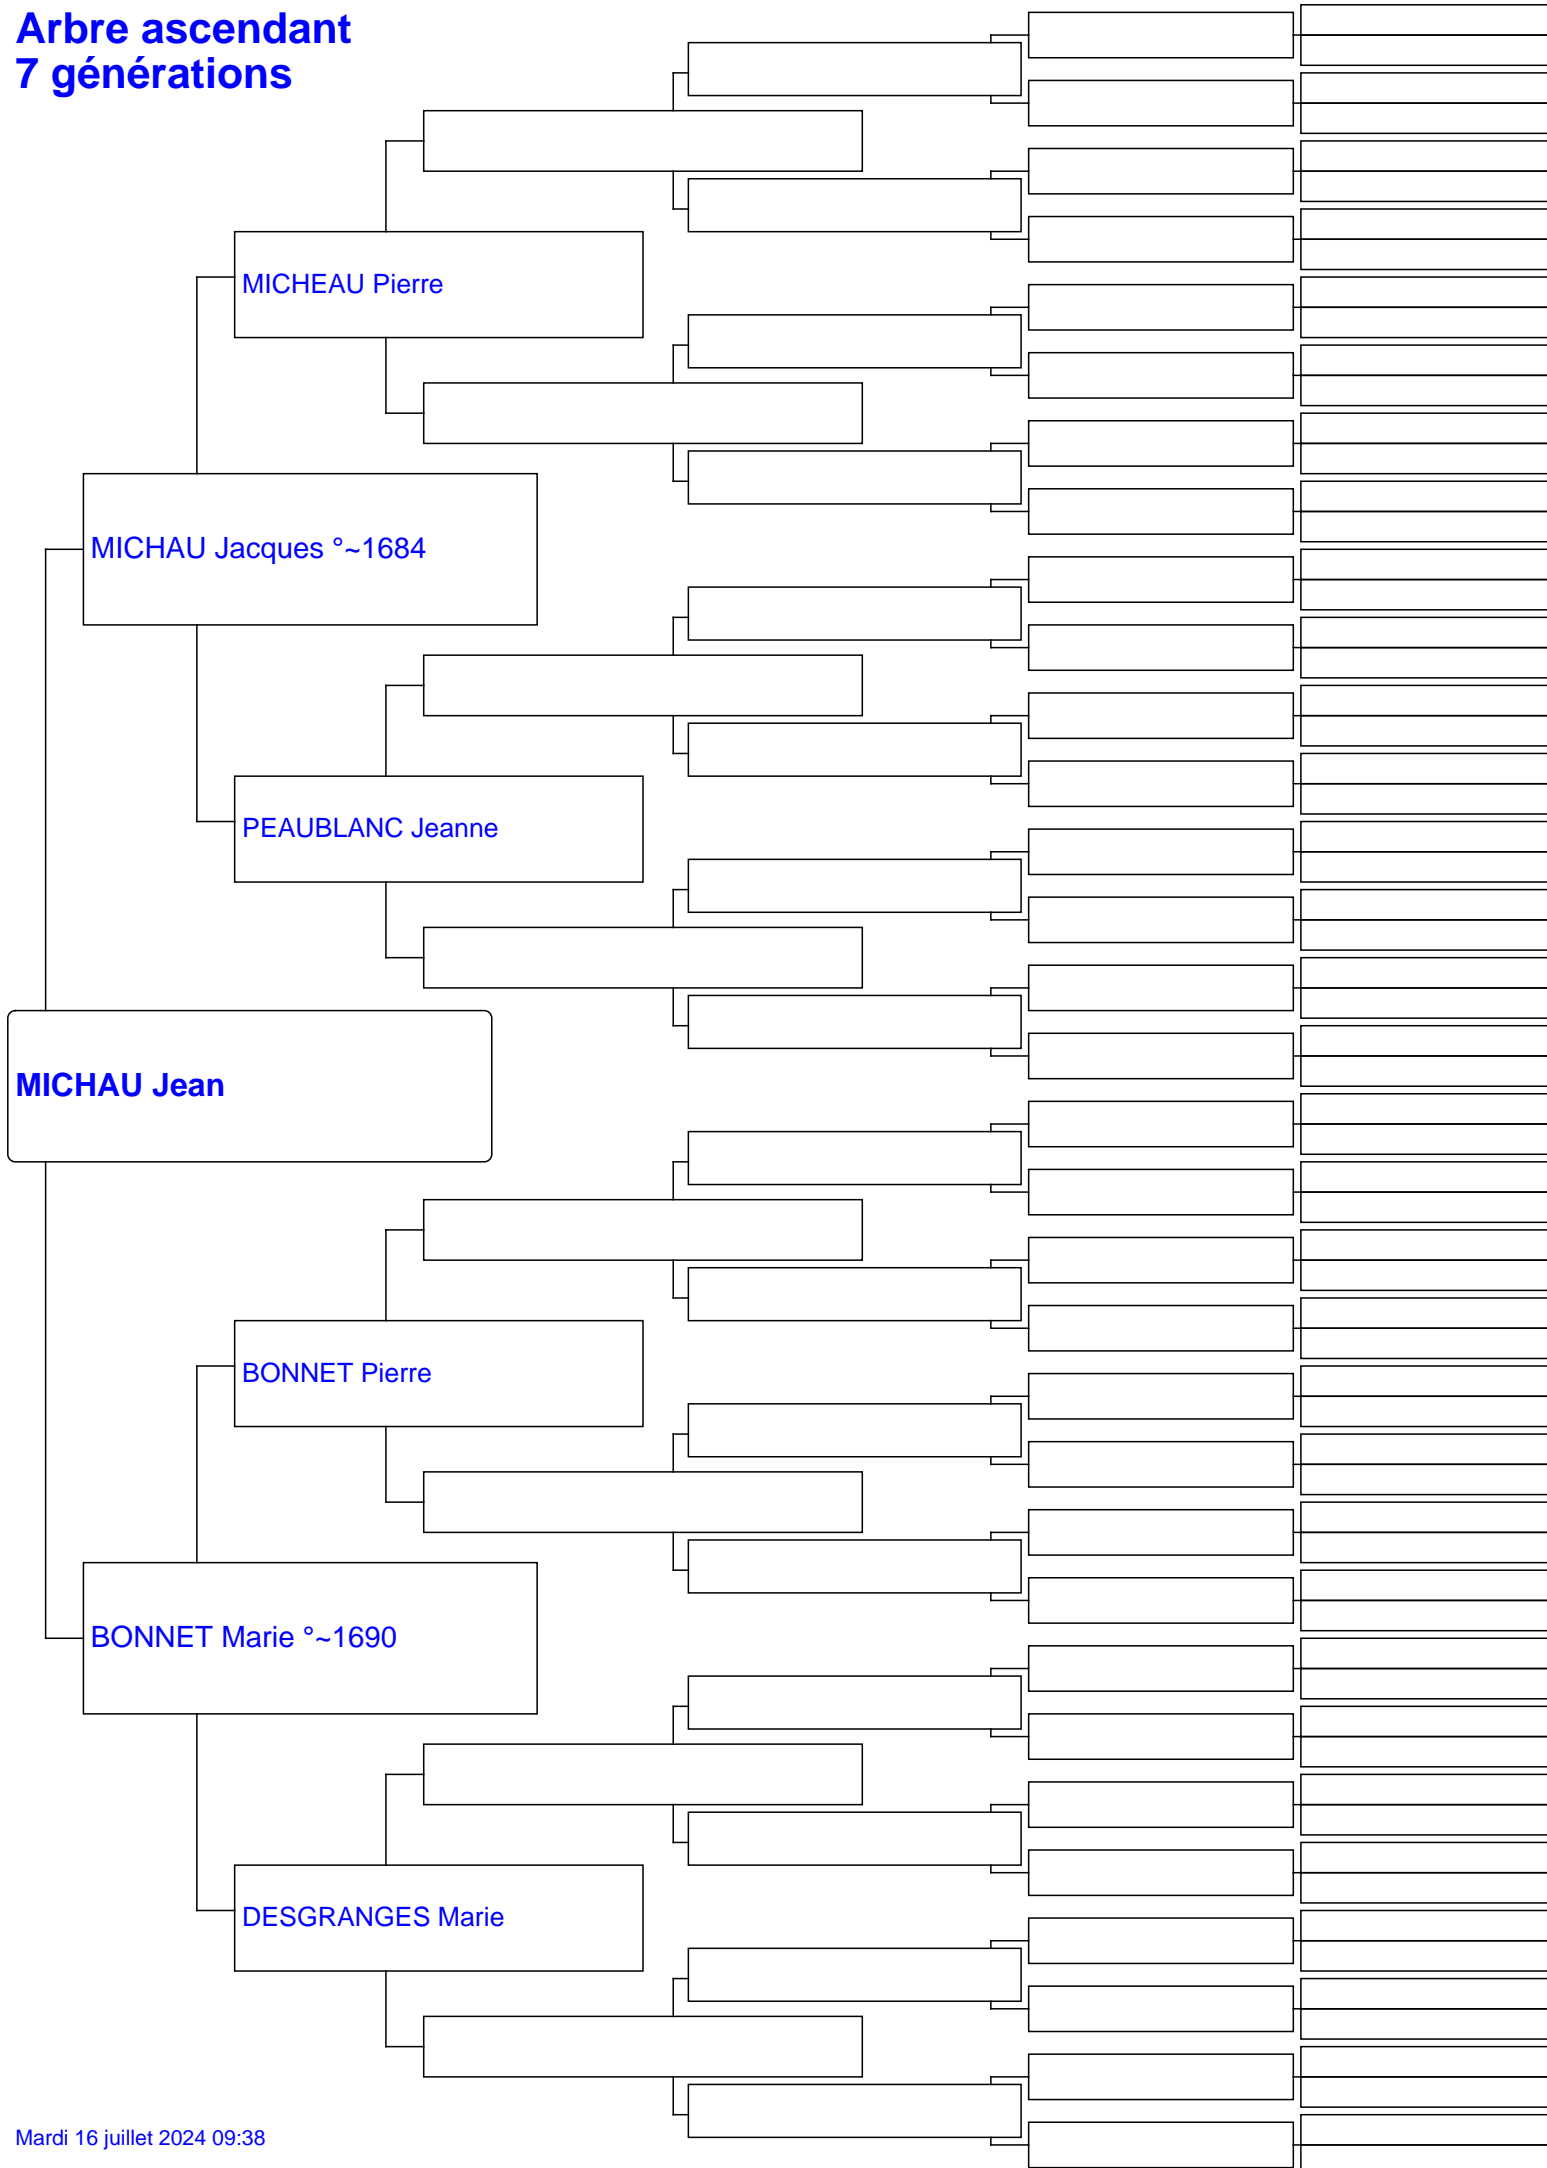 Arbre ascendant
7 générations
MICHEAU Pierre
MICHAU Jacques °~1684
PEAUBLANC Jeanne
MICHAU Jean
BONNET Pierre
BONNET Marie °~1690
DESGRANGES Marie
Mardi 16 juillet 2024 09:38